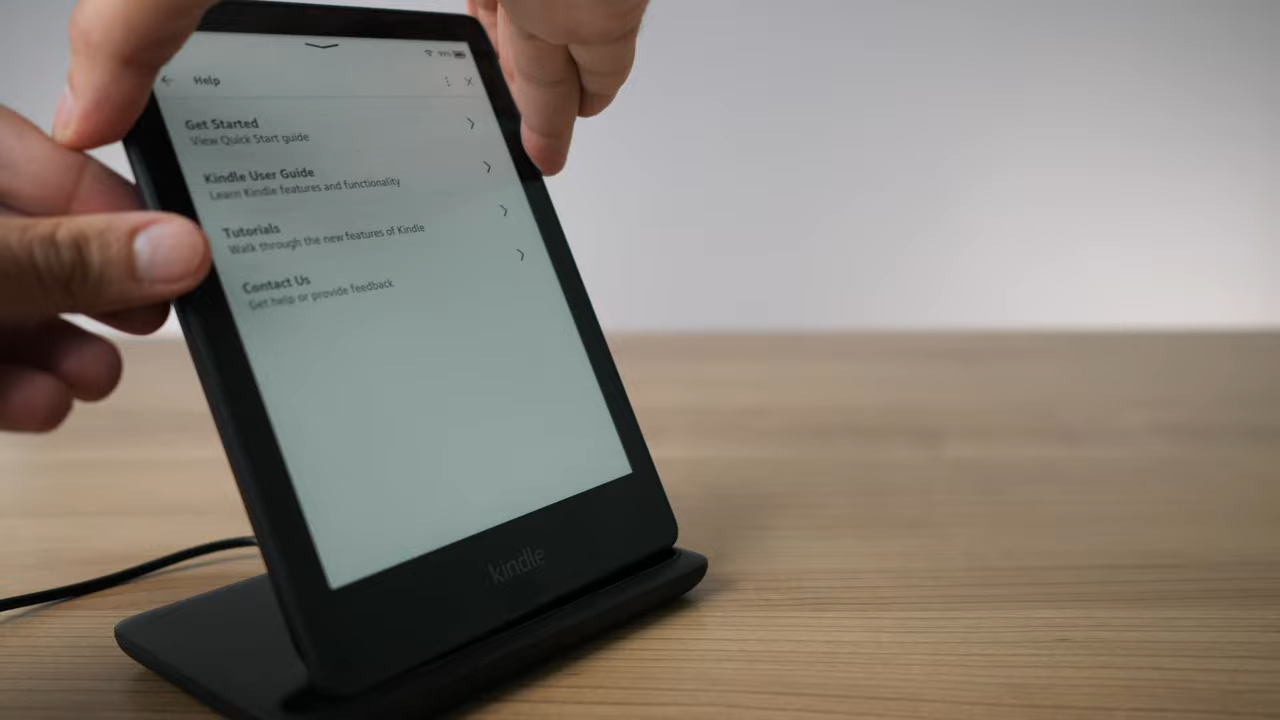 99%
Help
Get Started
View Quick Start guide
Kindle User Guide
Learn Kindle features and functionality
Tutorials
Walk through the new features of Kindle
Contact Us
Get help or provide feedback
kindle